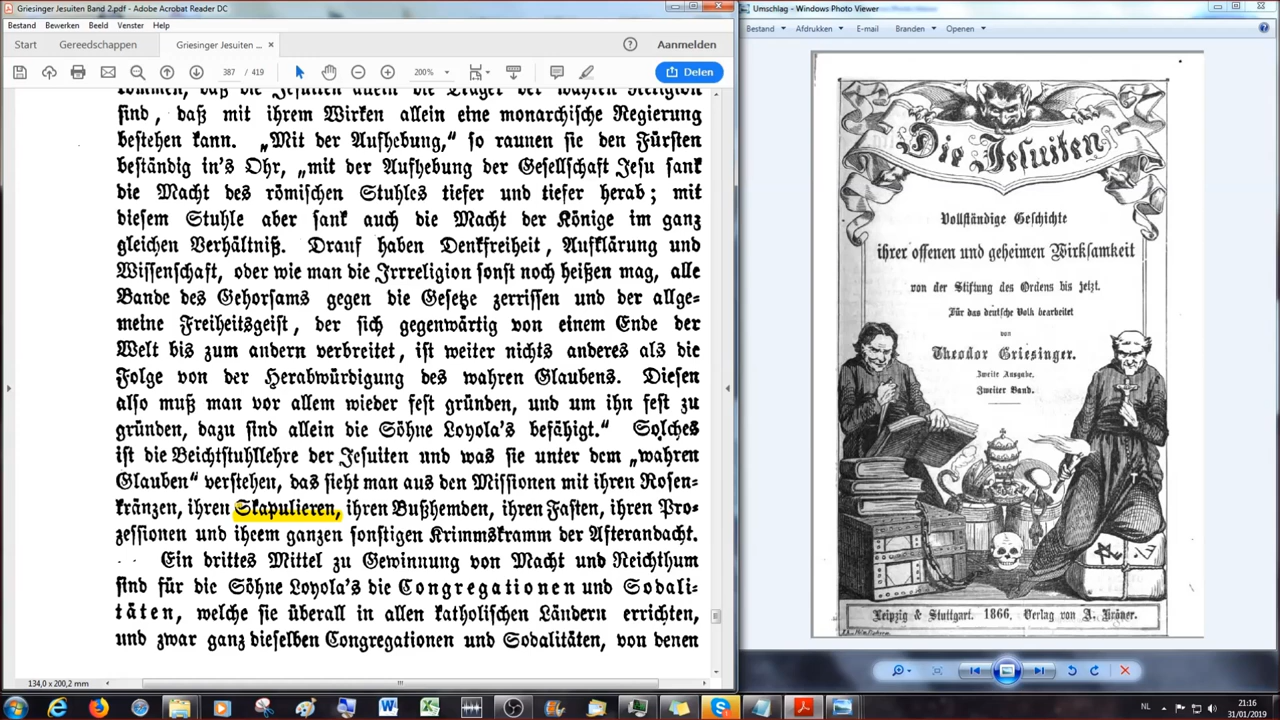 Griesinger Jesuiten Band 2.pdf - Adobe Acrobat Reader DC
Bestand Bewerken Beeld Venster Help
Start Gereedschappen Griesinger Jesuiten ... × Aanmelden
387 / 419 200% Delen
kommen, daß die Jesuiten allein die Träger der wahren Religion
sind, daß mit ihrem Wirken allein eine monarchische Regierung
bestehen kann. „Mit der Aufhebung,“ so raunen sie den Fürsten
beständig in's Ohr, „mit der Aufhebung der Gesellschaft Jesu sank
die Macht des römischen Stuhles tiefer und tiefer herab; mit
diesem Stuhle aber sank auch die Macht der Könige im ganz
gleichen Verhältniß. Drauf haben Denkfreiheit, Aufklärung und
Wissenschaft, oder wie man die Irrreligion sonst noch heißen mag, alle
Bande des Gehorsams gegen die Gesetze zerrissen und der allge-
meine Freiheitsgeist, der sich gegenwärtig von einem Ende der
Welt bis zum andern verbreitet, ist weiter nichts anderes als die
Folge von der Herabwürdigung des wahren Glaubens. Diesen
also muß man vor allem wieder fest gründen, und um ihn fest zu
gründen, dazu sind allein die Söhne Loyola's befähigt.“ Solches
ist die Beichtstuhllehre der Jesuiten und was sie unter dem „wahren
Glauben“ verstehen, das sieht man aus den Missionen mit ihren Rosen-
kränzen, ihren Skapulieren, ihren Bußhemden, ihren Fasten, ihren Pro-
zessionen und ihrem ganzen sonstigen Krimmskramm der Afterandacht.
Ein drittes Mittel zu Gewinnung von Macht und Reichthum
sind für die Söhne Loyola's die Congregationen und Sodali-
täten, welche sie überall in allen katholischen Ländern errichten,
und zwar ganz dieselben Congregationen und Sodalitäten, von denen
134,0 x 200,2 mm
Umschlag - Windows Photo Viewer
Bestand Afdrukken E-mail Branden Openen
Die Jesuiten
Vollständige Geschichte
ihrer offenen und geheimen Wirksamkeit
von der Stiftung des Ordens bis jetzt.
Für das deutsche Volk bearbeitet
von
Theodor Griesinger.
Zweite Ausgabe.
Zweiter Band.
Leipzig & Stuttgart. 1866. Verlag von A. Kröner.
NL 21:16
31/01/2019